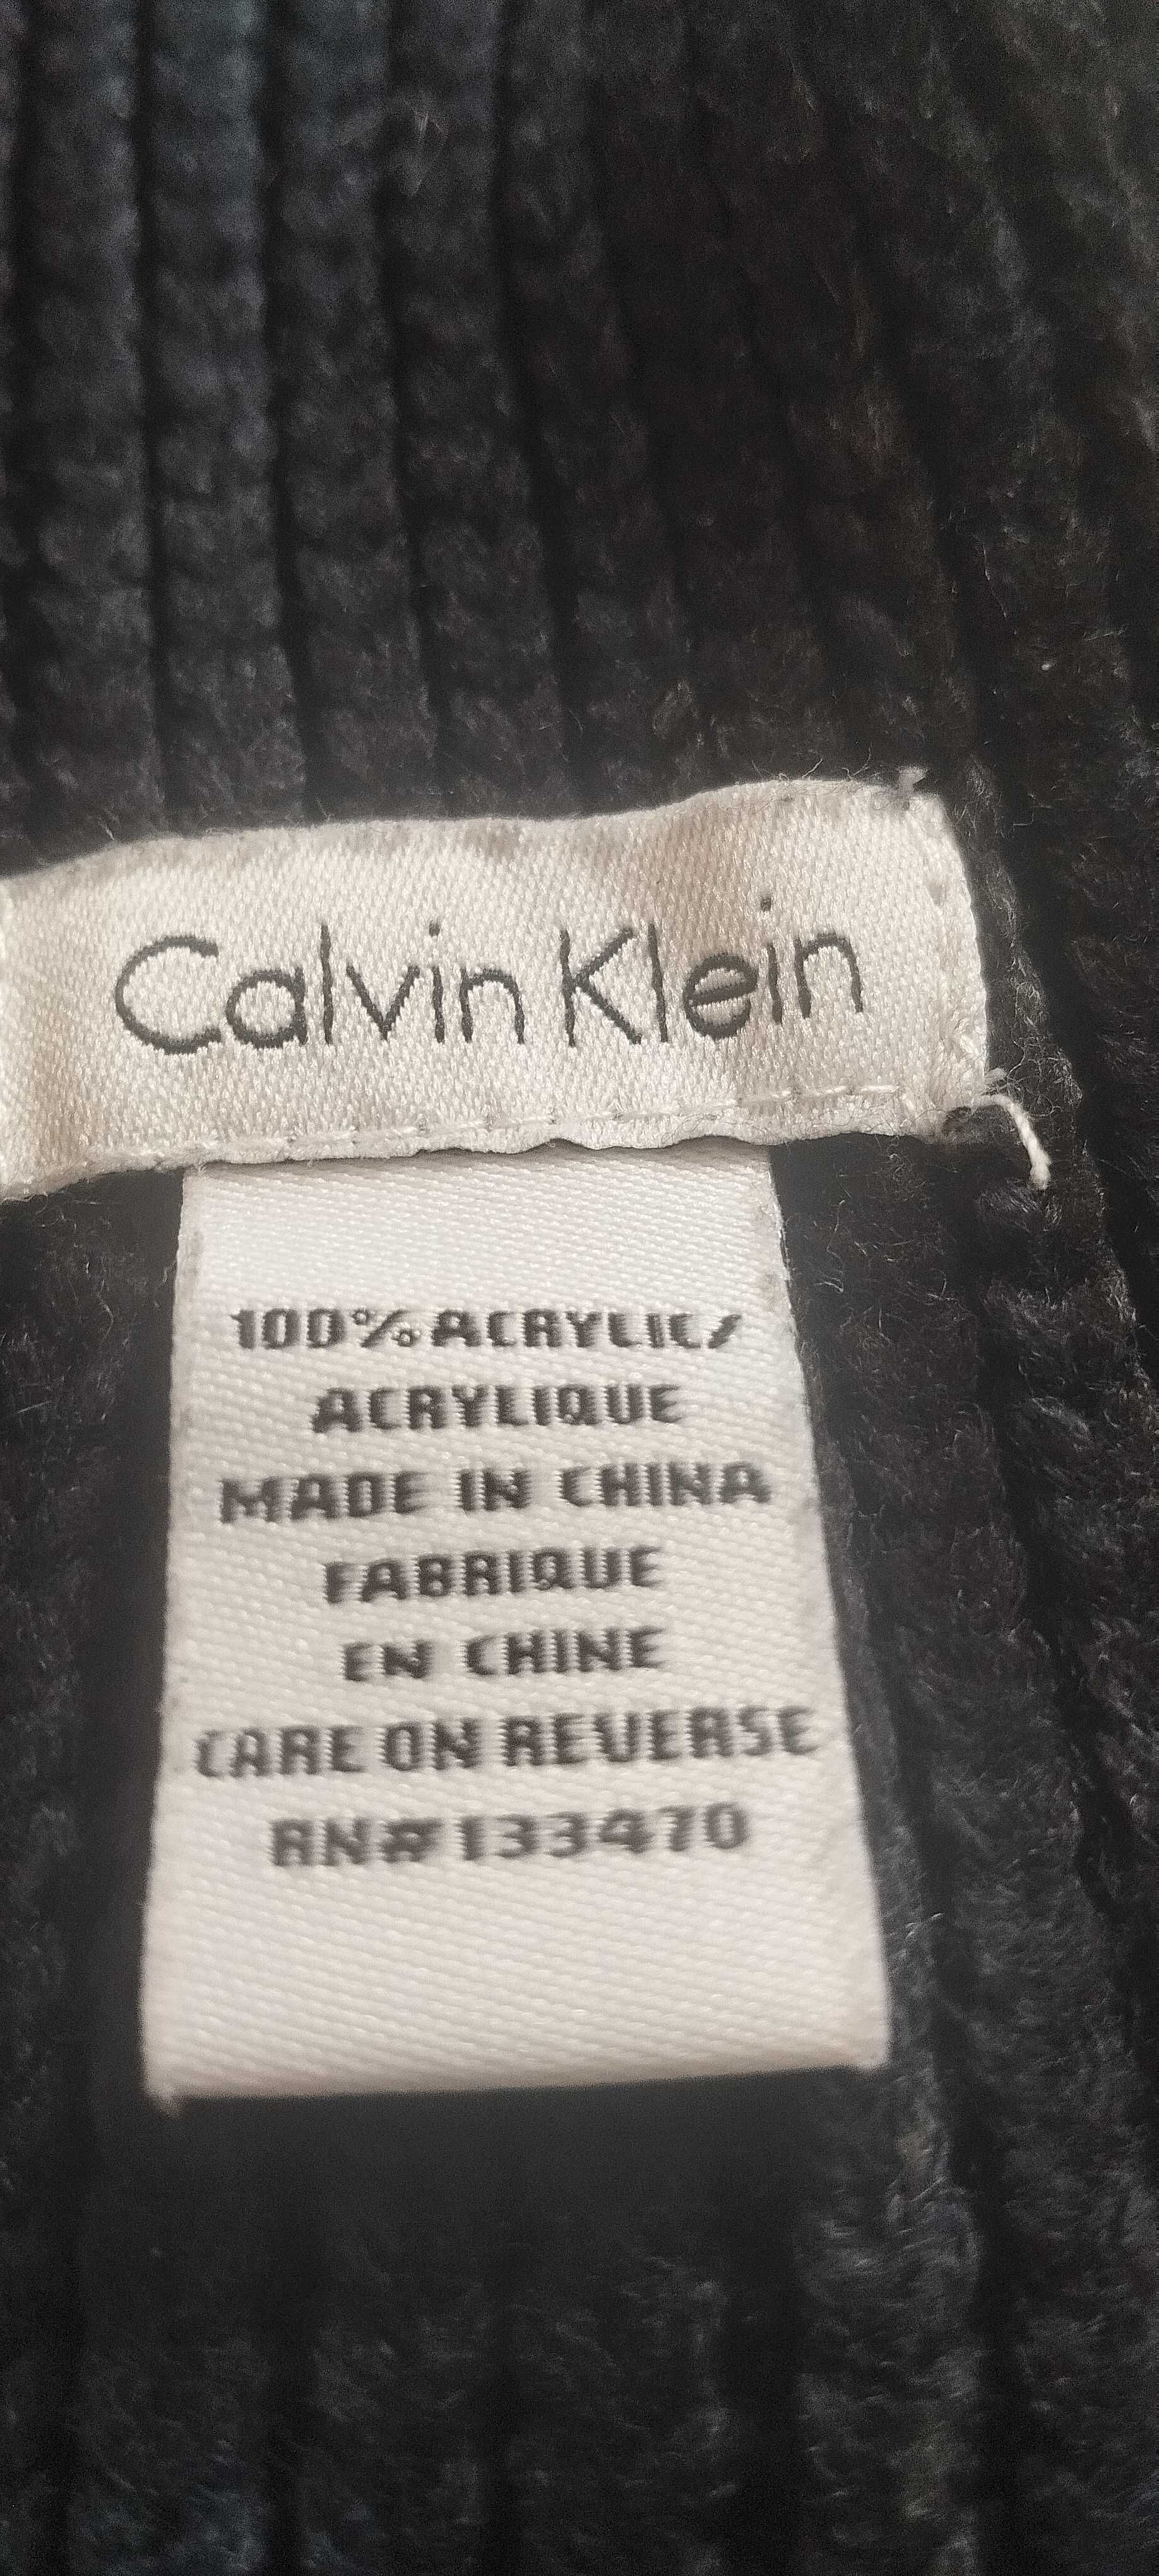 Calvin Klein
100% ACRYLIC/
ACRYLIQUE
MADE IN CHINA
FABRIQUE
EN CHINE
CARE ON REVERSE
RN#133470